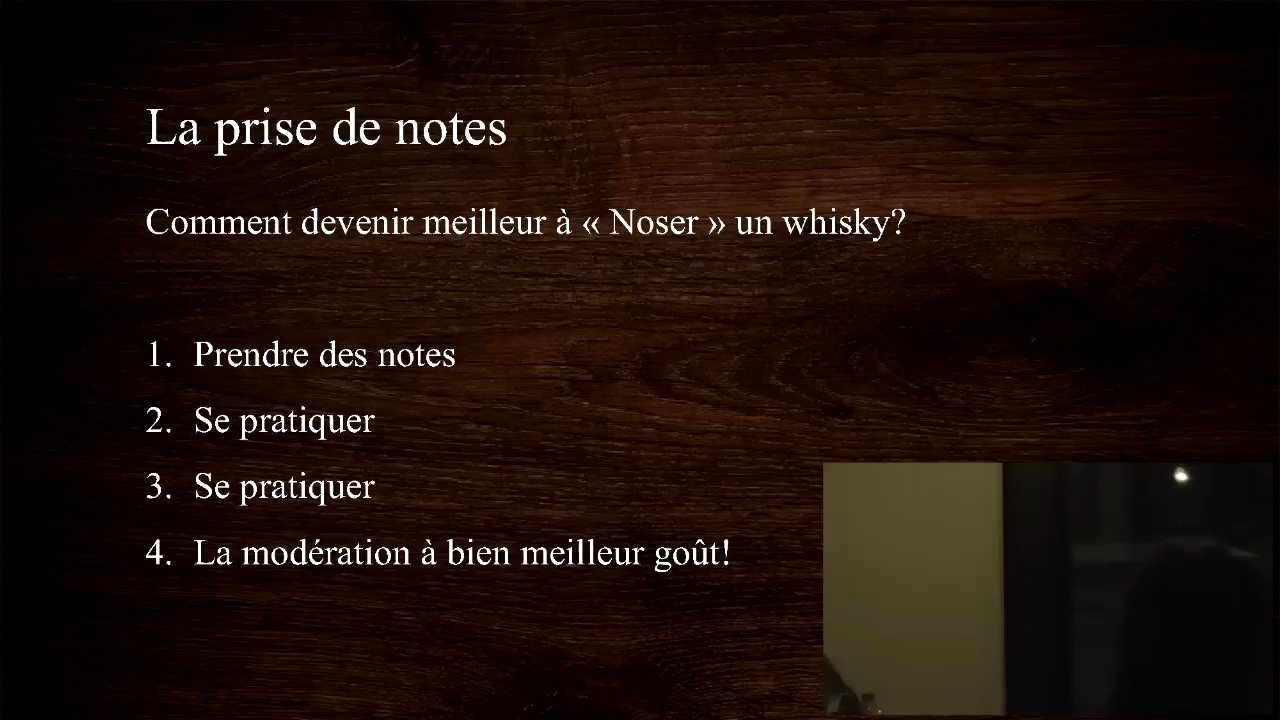 La prise de notes
Comment devenir meilleur à « Noser » un whisky?
1. Prendre des notes
2. Se pratiquer
3. Se pratiquer
4. La modération à bien meilleur goût!